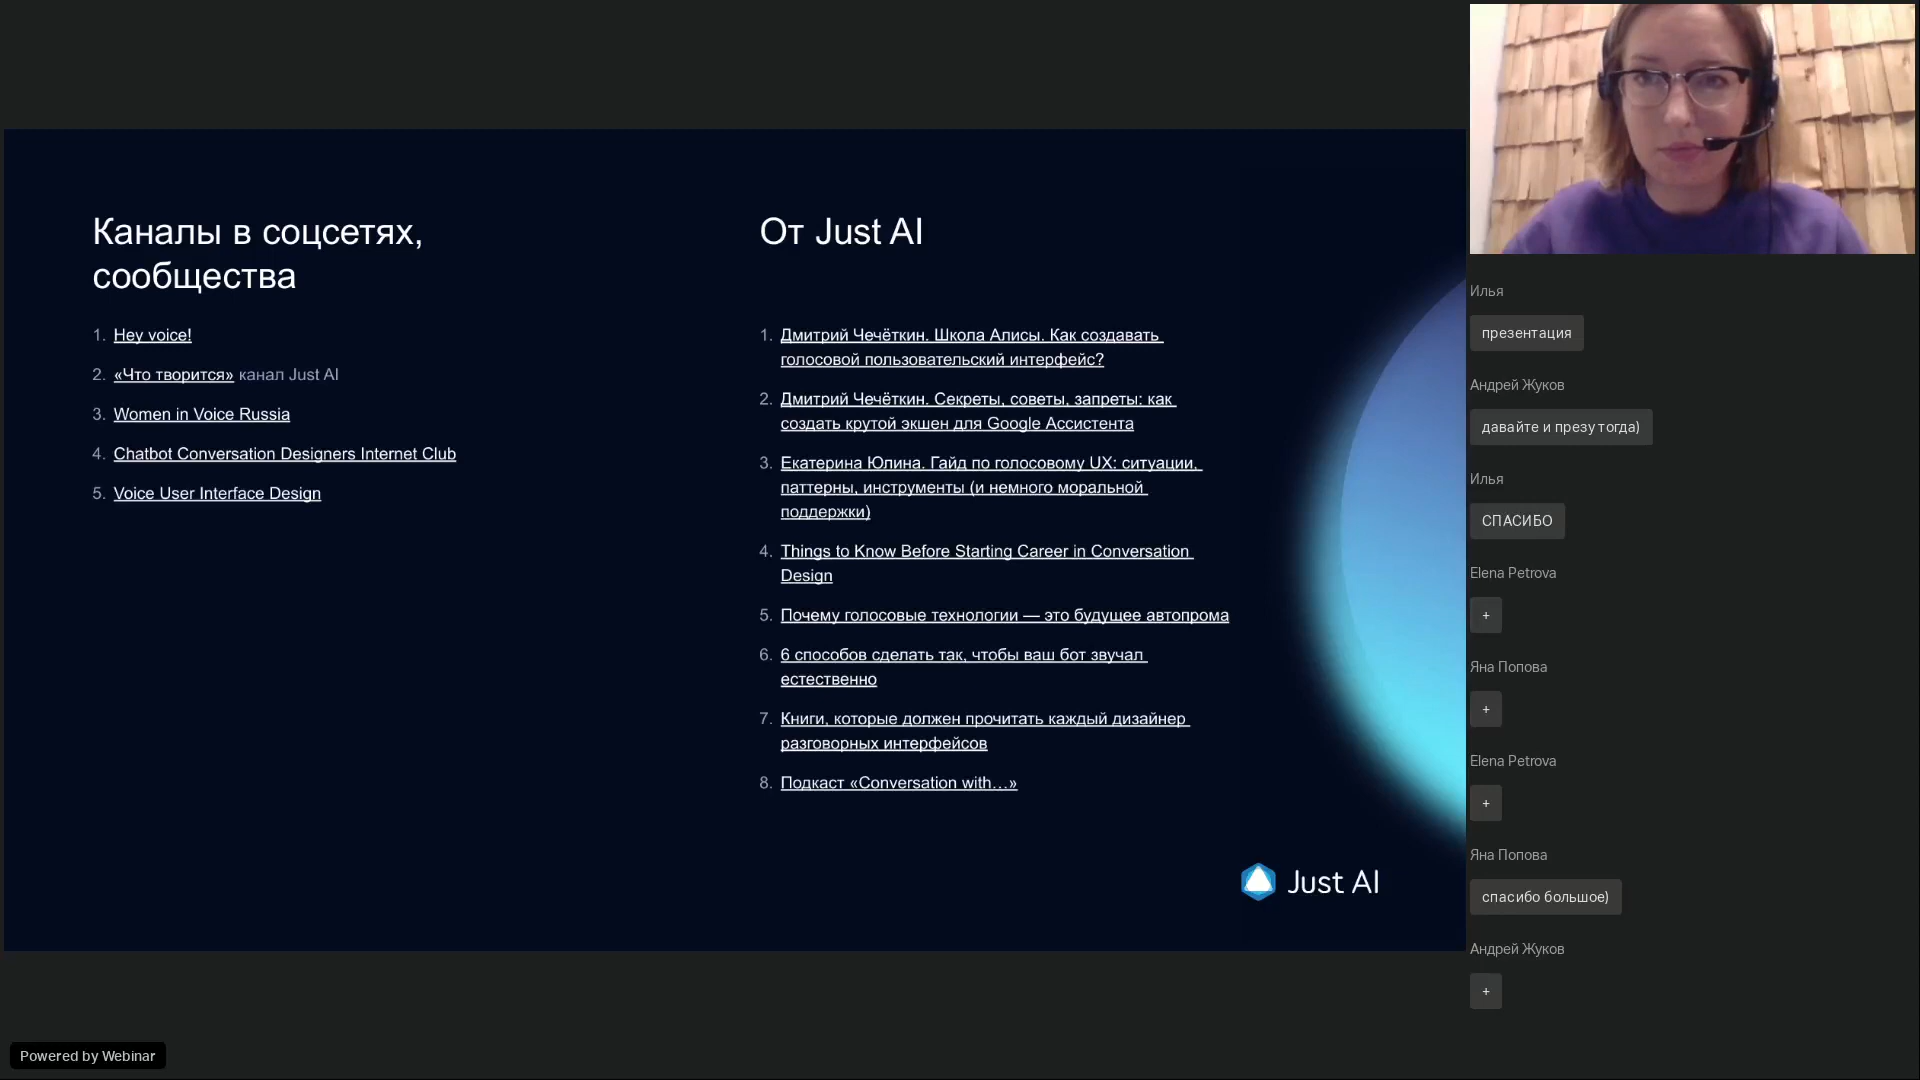 Каналы в соцсетях,
сообщества
1. Hey voice!
2. «Что творится» канал Just AI
3. Women in Voice Russia
4. Chatbot Conversation Designers Internet Club
5. Voice User Interface Design
От Just AI
1. Дмитрий Чечёткин. Школа Алисы. Как создавать
голосовой пользовательский интерфейс?
2. Дмитрий Чечёткин. Секреты, советы, запреты: как
создать крутой экшен для Google Ассистента
3. Екатерина Юлина. Гайд по голосовому UX: ситуации,
паттерны, инструменты (и немного моральной
поддержки)
4. Things to Know Before Starting Career in Conversation
Design
5. Почему голосовые технологии — это будущее автопрома
6. 6 способов сделать так, чтобы ваш бот звучал
естественно
7. Книги, которые должен прочитать каждый дизайнер
разговорных интерфейсов
8. Подкаст «Conversation with…»
Just AI
Илья
презентация
Андрей Жуков
давайте и презу тогда)
Илья
СПАСИБО
Elena Petrova
+
Яна Попова
+
Elena Petrova
+
Яна Попова
спасибо большое)
Андрей Жуков
+
Powered by Webinar